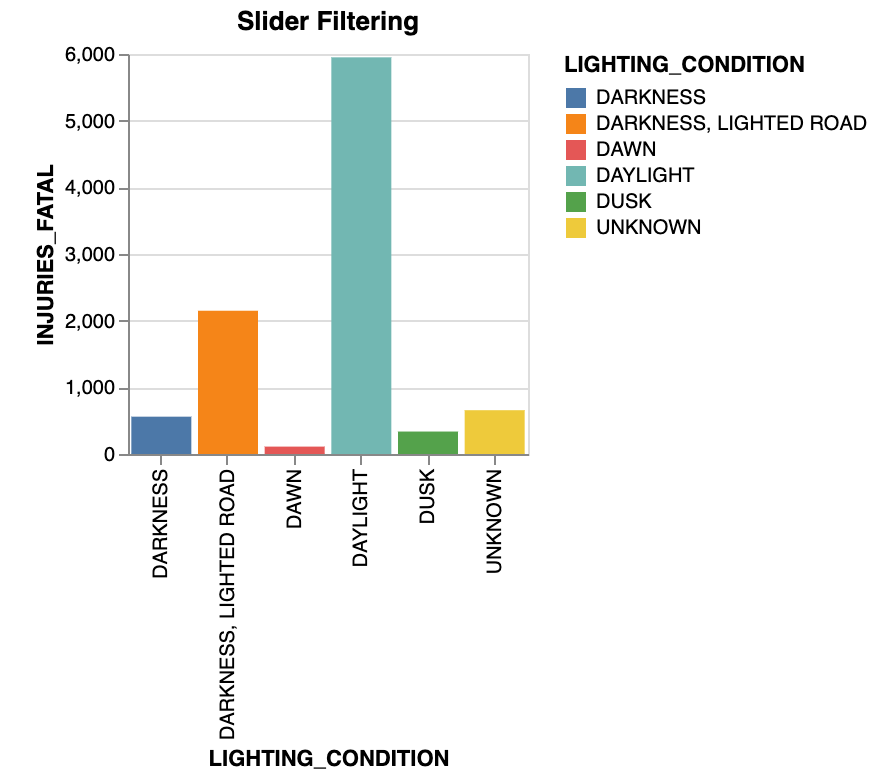 Slider Filtering
INJURIES_FATAL
6,000
5,000
4,000
3,000
2,000
1,000
0
DARKNESS
DARKNESS, LIGHTED ROAD
DAWN
DAYLIGHT
DUSK
UNKNOWN
LIGHTING_CONDITION
LIGHTING_CONDITION
DARKNESS
DARKNESS, LIGHTED ROAD
DAWN
DAYLIGHT
DUSK
UNKNOWN